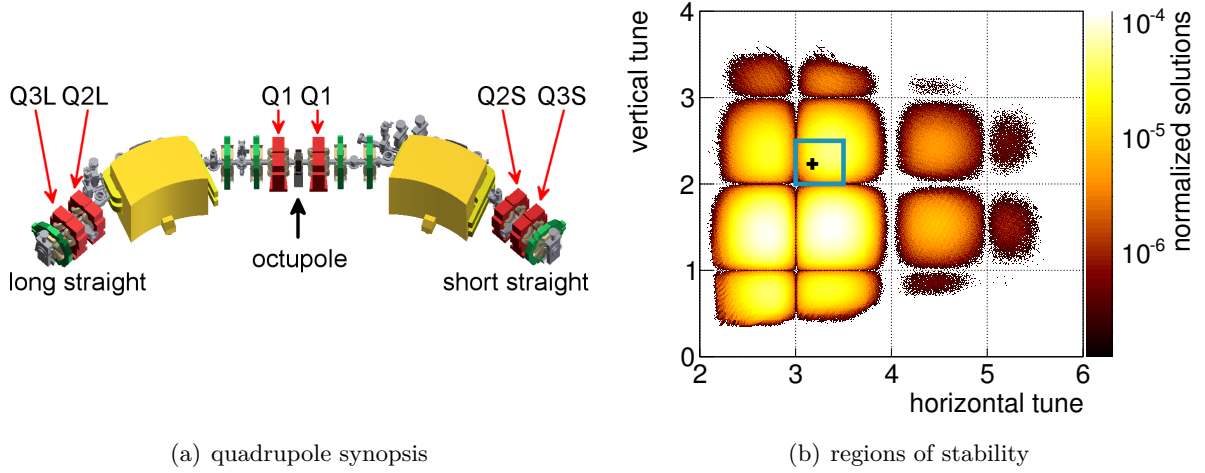 Q3L Q2L Q1 Q1 Q2S Q3S
octupole
long straight
short straight
(a) quadrupole synopsis
vertical tune
4
3
2
1
0
2 3 4 5 6
horizontal tune
10⁻⁴
10⁻⁵
10⁻⁶
normalized solutions
(b) regions of stability